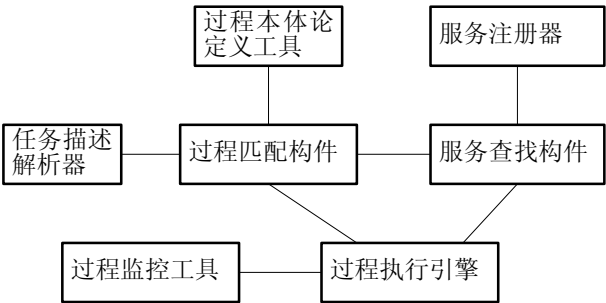 过程本体论
定义工具
服务注册器
任务描述
解析器
过程匹配构件
服务查找构件
过程监控工具
过程执行引擎